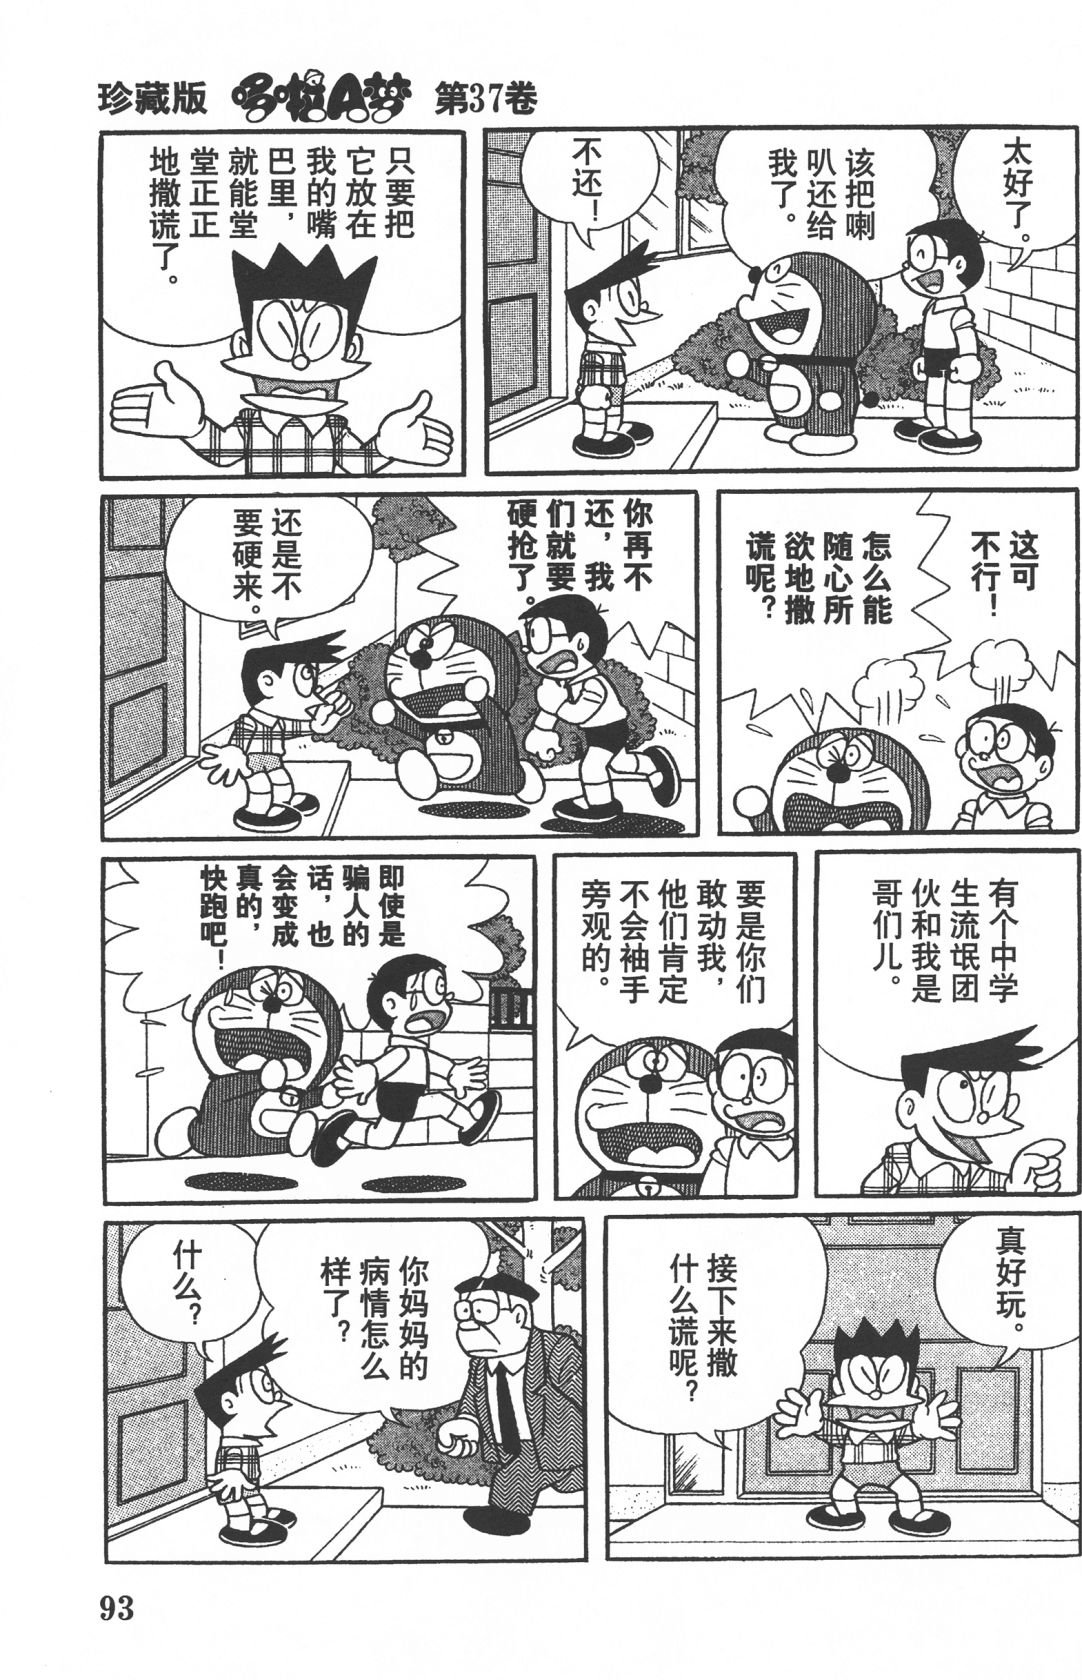 珍藏版 哆啦A梦 第37卷
太好了。
该把喇
叭还给
我了。
不还！
只要把
它放在
我的嘴
巴里，
就能堂
堂正正
地撒谎了。
这可
不行！
怎么能
随心所
欲地撒
谎呢？
你再不
还，我
们就要
硬抢了。
还是不
要硬来。
有个中学
生流氓团
伙和我是
哥们儿。
要是你们
敢动我，
他们肯定
不会袖手
旁观的。
即使是
骗人的
话，也
会变成
真的，
快跑吧！
真好玩。
接下来撒
什么谎呢？
你妈妈的
病情怎么
样了？
什么？
93